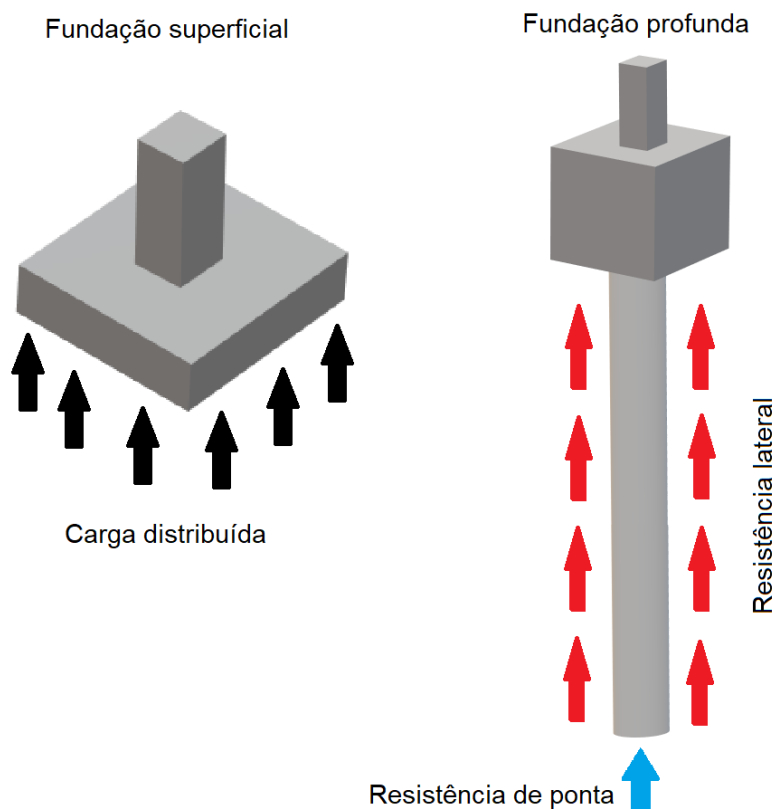 Fundação superficial
Fundação profunda
Carga distribuída
Resistência lateral
Resistência de ponta